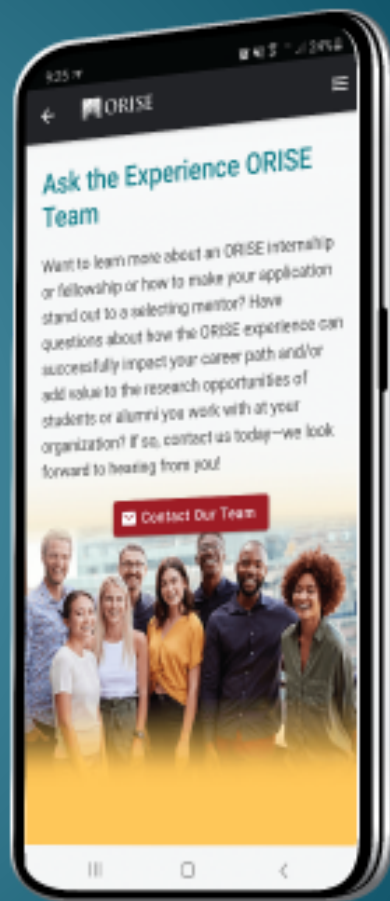 9:25
ORISE
Ask the Experience ORISE
Team
Want to learn more about an ORISE internship
or fellowship or how to make your application
stand out to a selecting mentor? Have
questions about how the ORISE experience can
successfully impact your career path and/or
add value to the research opportunities of
students or alumni you work with at your
organization? If so, contact us today—we look
forward to hearing from you!
Contact Our Team